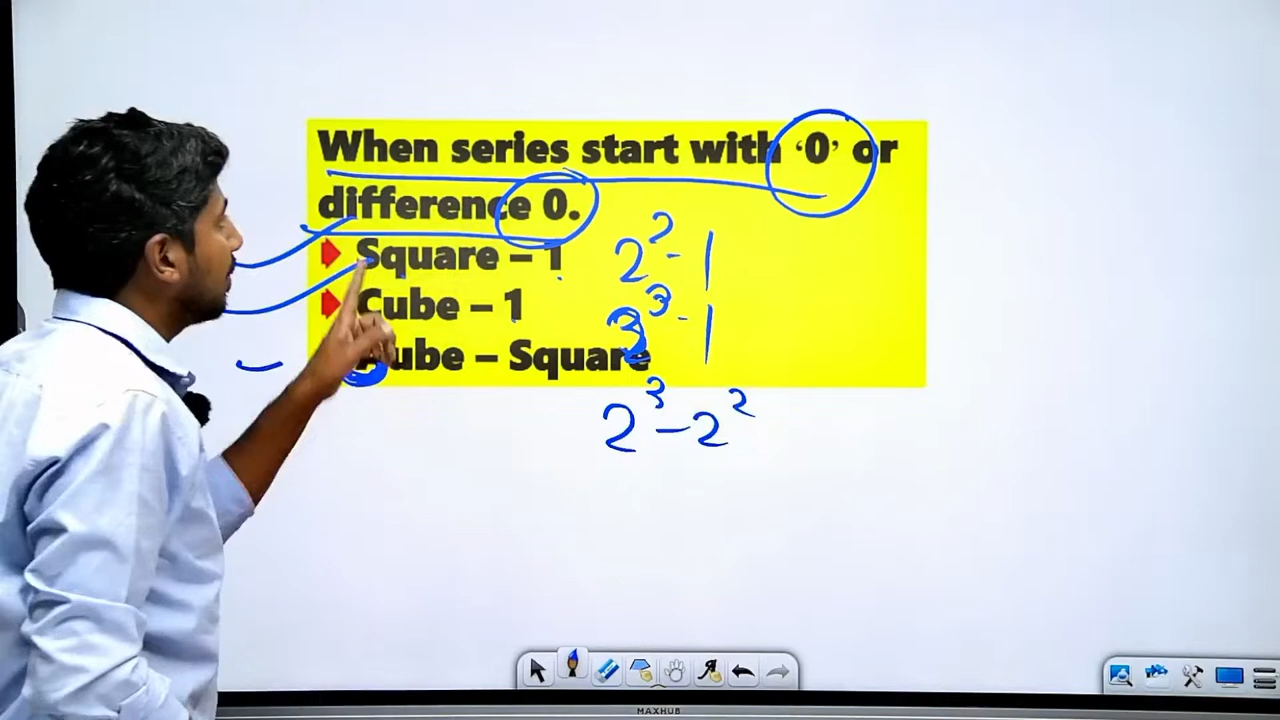 When series start with ‘0’ or
difference 0.
Square – 1
2² - 1
Cube – 1
3³ - 1
Cube – Square
2³ - 2²
MAXHUB